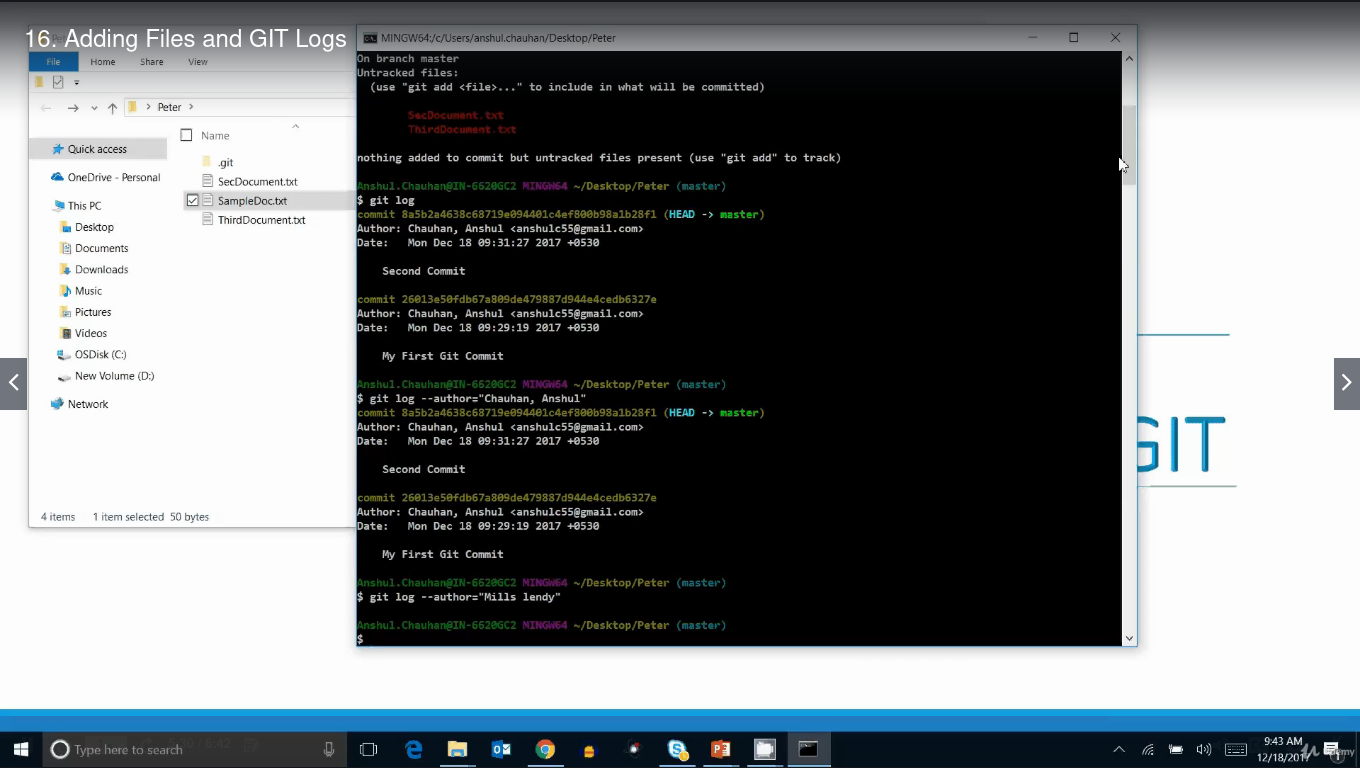 16. Adding Files and GIT Logs
MINGW64:/c/Users/anshul.chauhan/Desktop/Peter
File Home Share View
Peter
Name
Quick access
OneDrive - Personal
This PC
Desktop
Documents
Downloads
Music
Pictures
Videos
OSDisk (C:)
New Volume (D:)
Network
.git
SecDocument.txt
SampleDoc.txt
ThirdDocument.txt
4 items 1 item selected 50 bytes
On branch master
Untracked files:
(use "git add <file>..." to include in what will be committed)
SecDocument.txt
ThirdDocument.txt
nothing added to commit but untracked files present (use "git add" to track)
Anshul.Chauhan@IN-6620GC2 MINGW64 ~/Desktop/Peter (master)
$ git log
commit 8a5b2a4638c68719e094401c4ef800b98a1b28f1 (HEAD -> master)
Author: Chauhan, Anshul <anshulc55@gmail.com>
Date: Mon Dec 18 09:31:27 2017 +0530
Second Commit
commit 26013e50fdb67a809de479887d944e4cedb6327e
Author: Chauhan, Anshul <anshulc55@gmail.com>
Date: Mon Dec 18 09:29:19 2017 +0530
My First Git Commit
Anshul.Chauhan@IN-6620GC2 MINGW64 ~/Desktop/Peter (master)
$ git log --author="Chauhan, Anshul"
commit 8a5b2a4638c68719e094401c4ef800b98a1b28f1 (HEAD -> master)
Author: Chauhan, Anshul <anshulc55@gmail.com>
Date: Mon Dec 18 09:31:27 2017 +0530
Second Commit
commit 26013e50fdb67a809de479887d944e4cedb6327e
Author: Chauhan, Anshul <anshulc55@gmail.com>
Date: Mon Dec 18 09:29:19 2017 +0530
My First Git Commit
Anshul.Chauhan@IN-6620GC2 MINGW64 ~/Desktop/Peter (master)
$ git log --author="Mills lendy"
Anshul.Chauhan@IN-6620GC2 MINGW64 ~/Desktop/Peter (master)
$
GIT
Type here to search
9:43 AM
12/18/2017